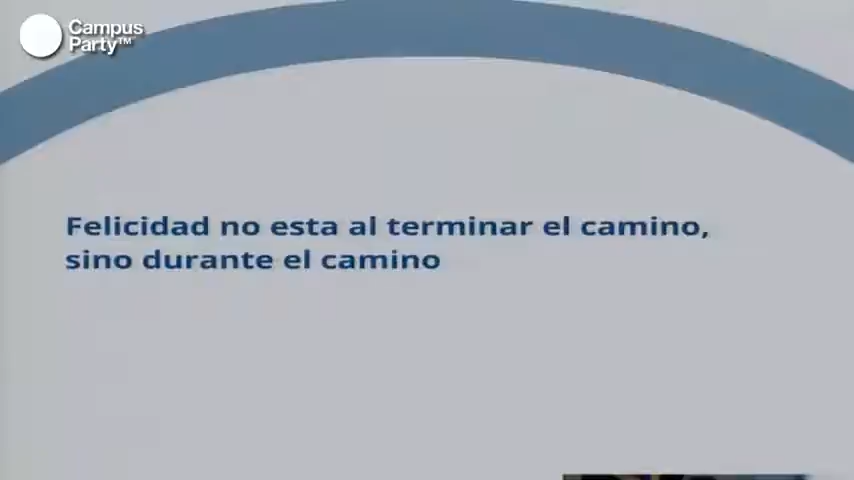 Campus
Party™
Felicidad no esta al terminar el camino,
sino durante el camino